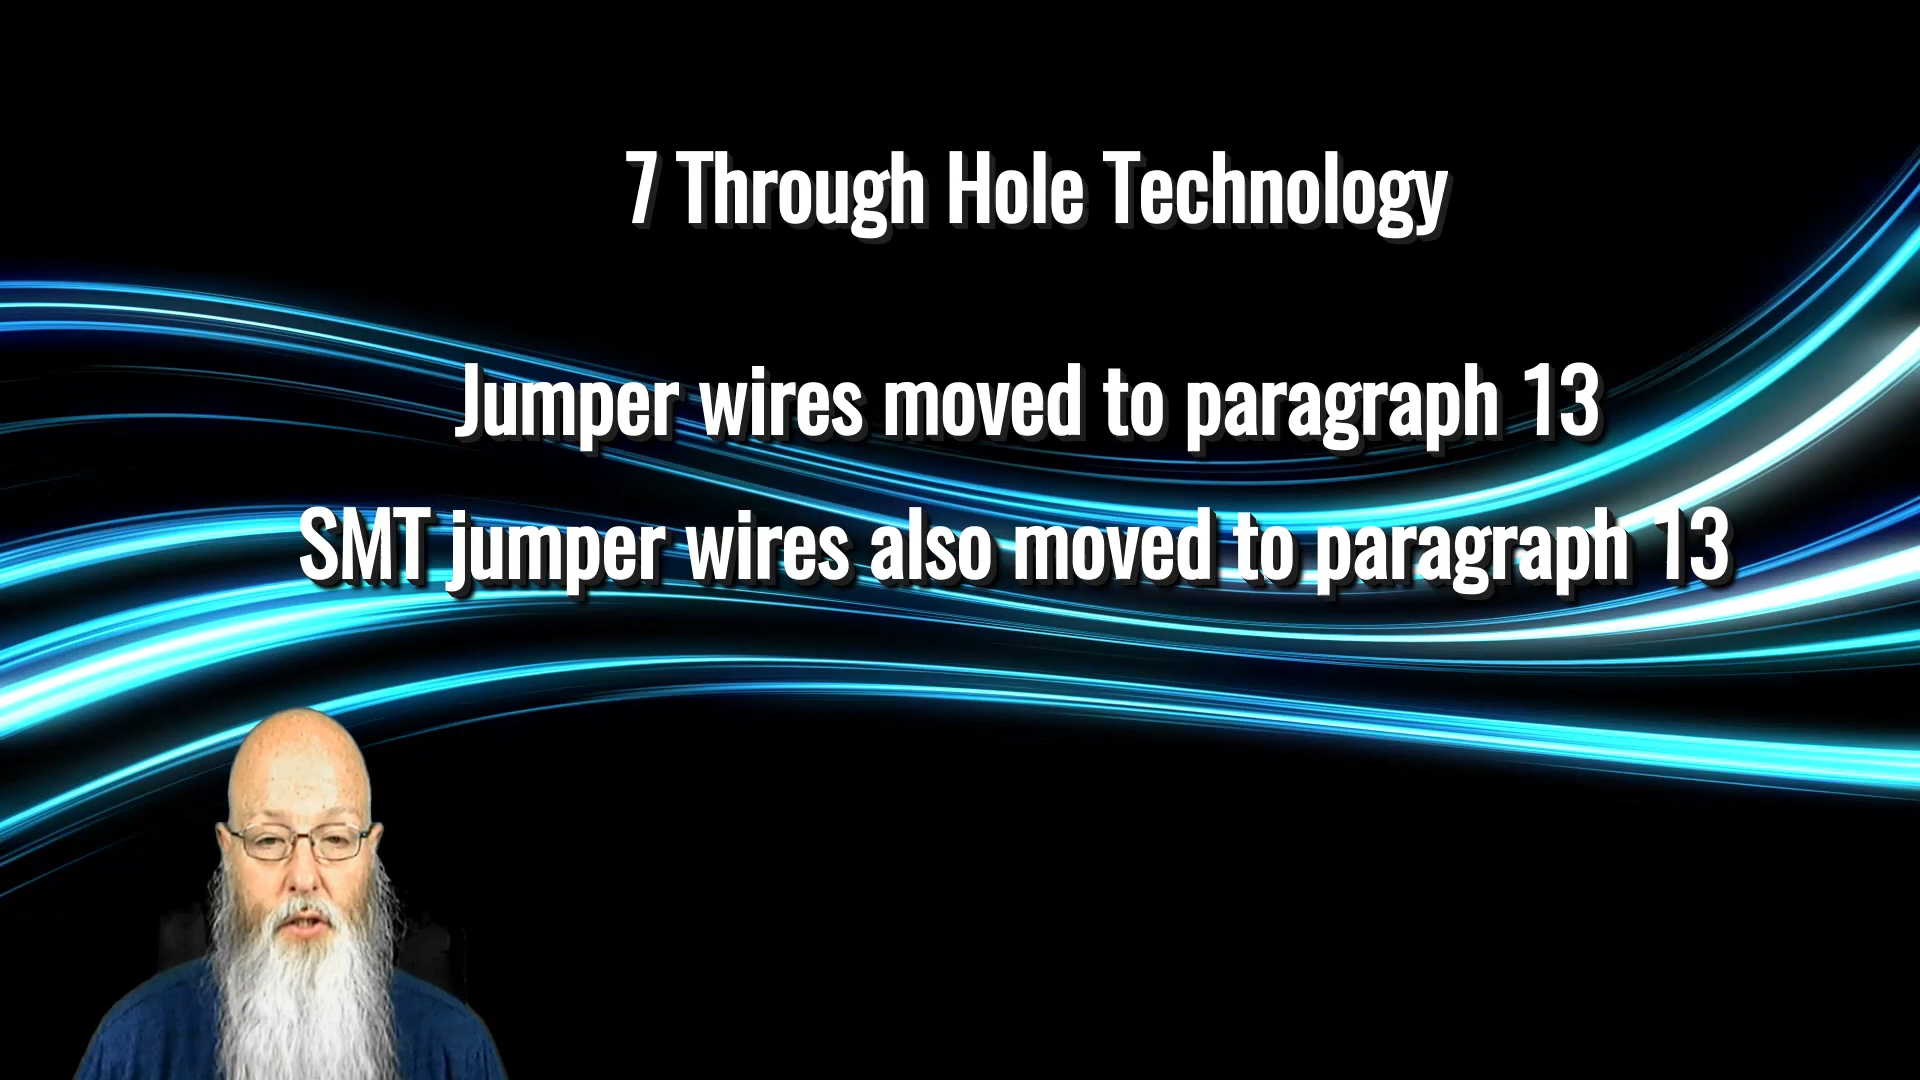 7 Through Hole Technology
Jumper wires moved to paragraph 13
SMT jumper wires also moved to paragraph 13